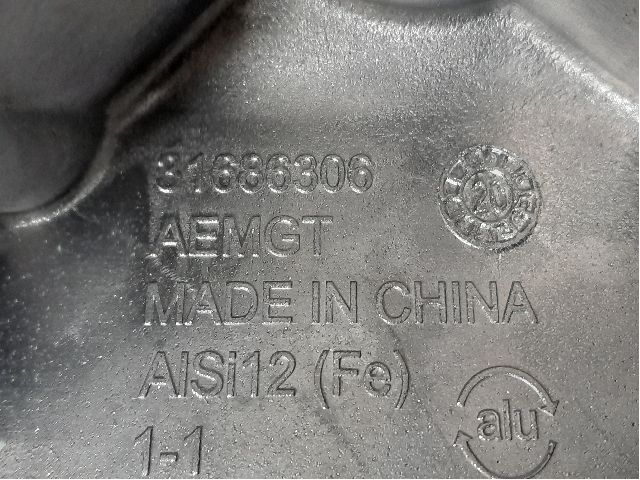 31686306
20
AEMGT
MADE IN CHINA
AlSi12 (Fe)
alu
1-1